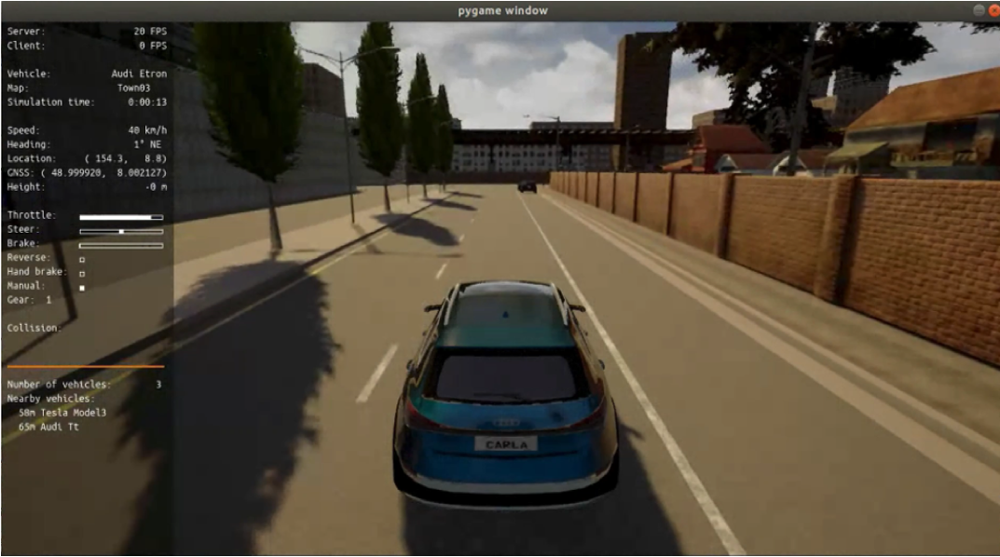 pygame window
Server: 20 FPS
Client: 0 FPS
Vehicle: Audi Etron
Map: Town03
Simulation time: 0:00:13
Speed: 40 km/h
Heading: 1° NE
Location: ( 154.3, 8.8)
GNSS: ( 48.999920, 8.002127)
Height: -0 m
Throttle:
Steer:
Brake:
Reverse:
Hand brake:
Manual:
Gear: 1
Collision:
Number of vehicles: 3
Nearby vehicles:
58m Tesla Model3
65m Audi Tt
CARLA